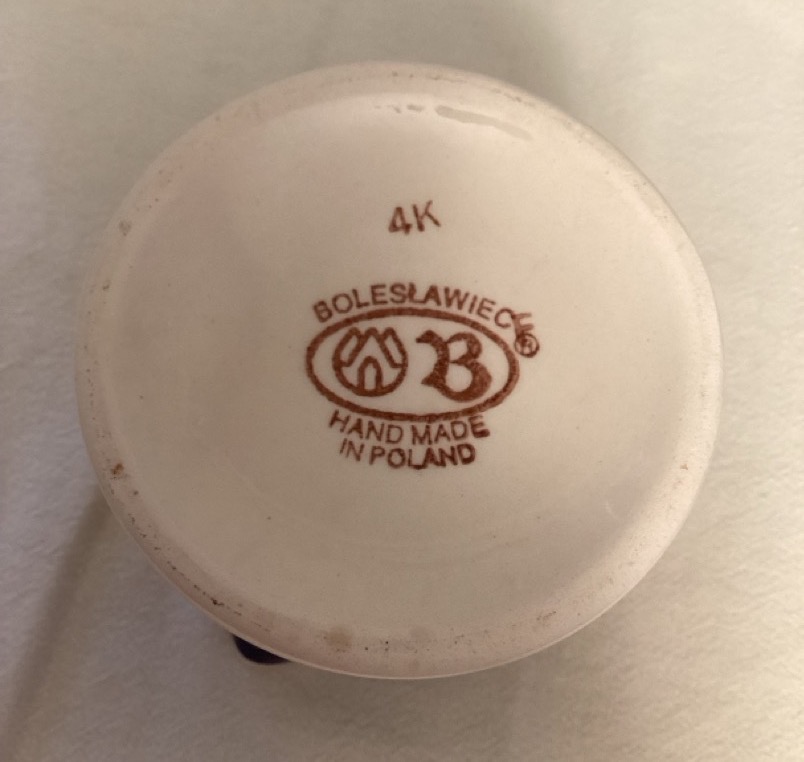 4K
BOLESŁAWIEC ®
B
HAND MADE
IN POLAND